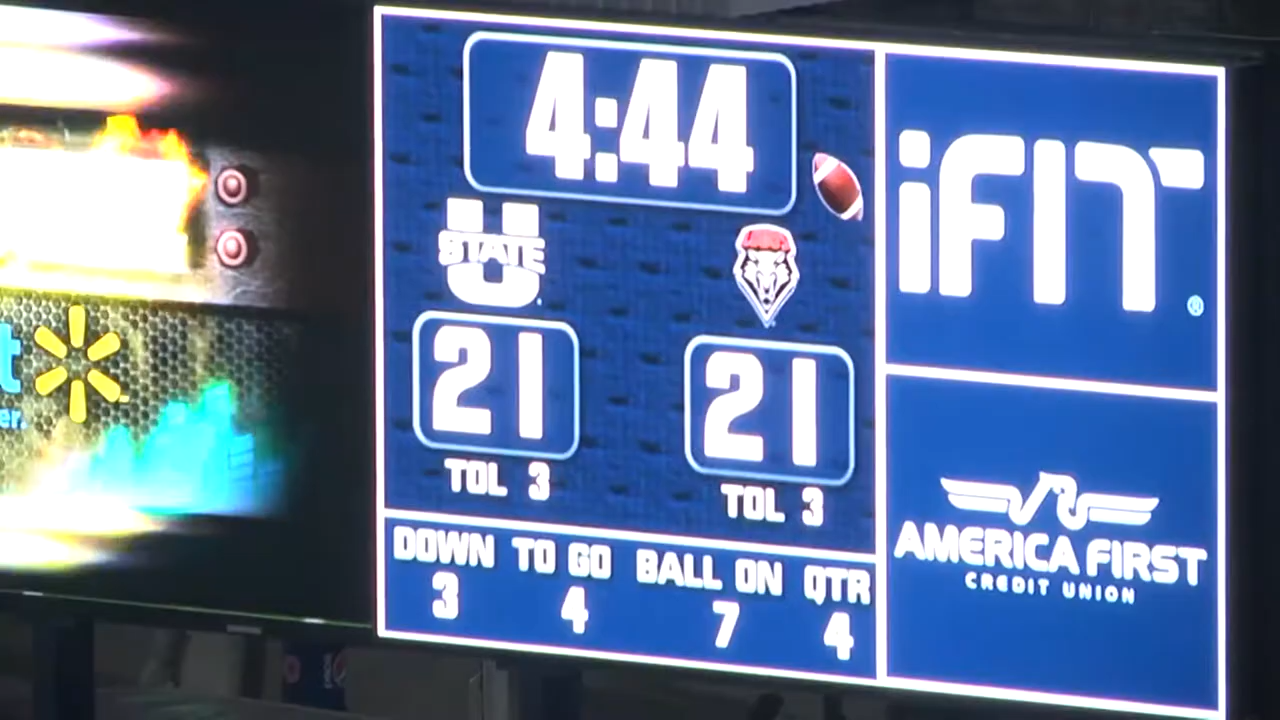 4:44
U STATE
21 21
TOL 3 TOL 3
DOWN TO GO BALL ON QTR
3 4 7 4
iFIT®
AMERICA FIRST
CREDIT UNION
t
er.